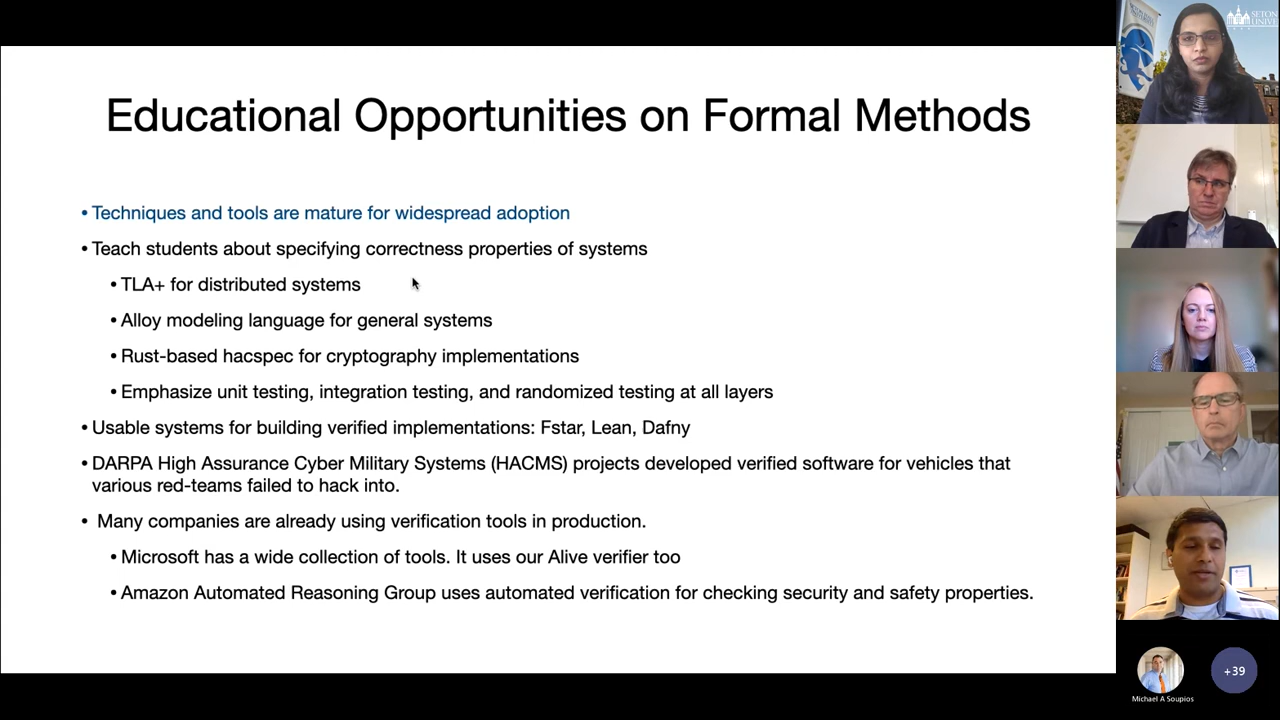 Educational Opportunities on Formal Methods
• Techniques and tools are mature for widespread adoption
• Teach students about specifying correctness properties of systems
• TLA+ for distributed systems
• Alloy modeling language for general systems
• Rust-based hacspec for cryptography implementations
• Emphasize unit testing, integration testing, and randomized testing at all layers
• Usable systems for building verified implementations: Fstar, Lean, Dafny
• DARPA High Assurance Cyber Military Systems (HACMS) projects developed verified software for vehicles that
various red-teams failed to hack into.
• Many companies are already using verification tools in production.
• Microsoft has a wide collection of tools. It uses our Alive verifier too
• Amazon Automated Reasoning Group uses automated verification for checking security and safety properties.
SETON
UNIVE
Michael A Soupios
+39